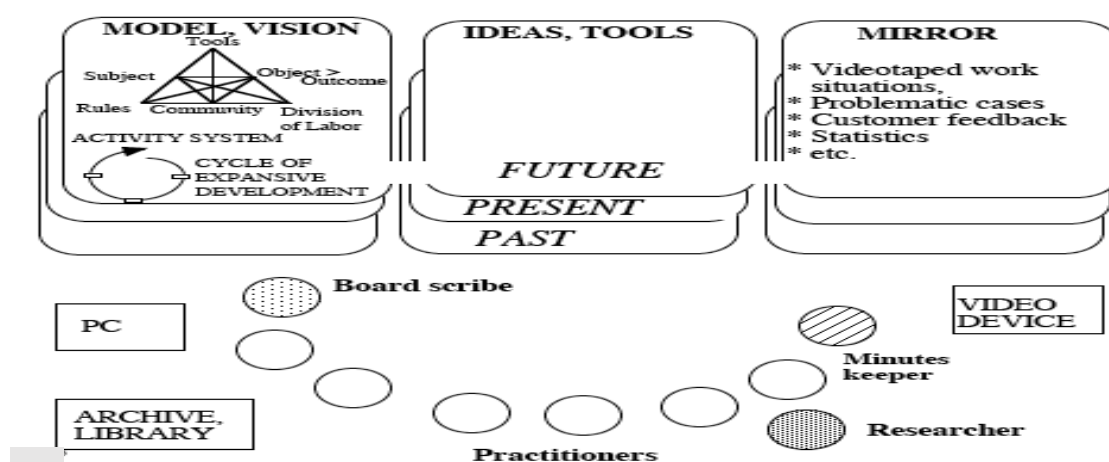 MODEL, VISION
Tools
Subject
Object >
Outcome
Rules
Community
Division
of Labor
ACTIVITY SYSTEM
CYCLE OF
EXPANSIVE
DEVELOPMENT
IDEAS, TOOLS
FUTURE
PRESENT
PAST
MIRROR
* Videotaped work
situations,
* Problematic cases
* Customer feedback
* Statistics
* etc.
Board scribe
PC
VIDEO
DEVICE
Minutes
keeper
ARCHIVE,
LIBRARY
Researcher
Practitioners